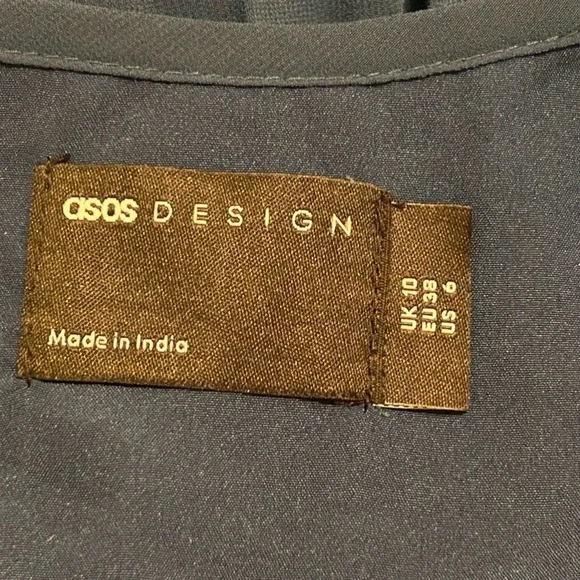 asos DESIGN
Made in India
UK 10
EU 38
US 6